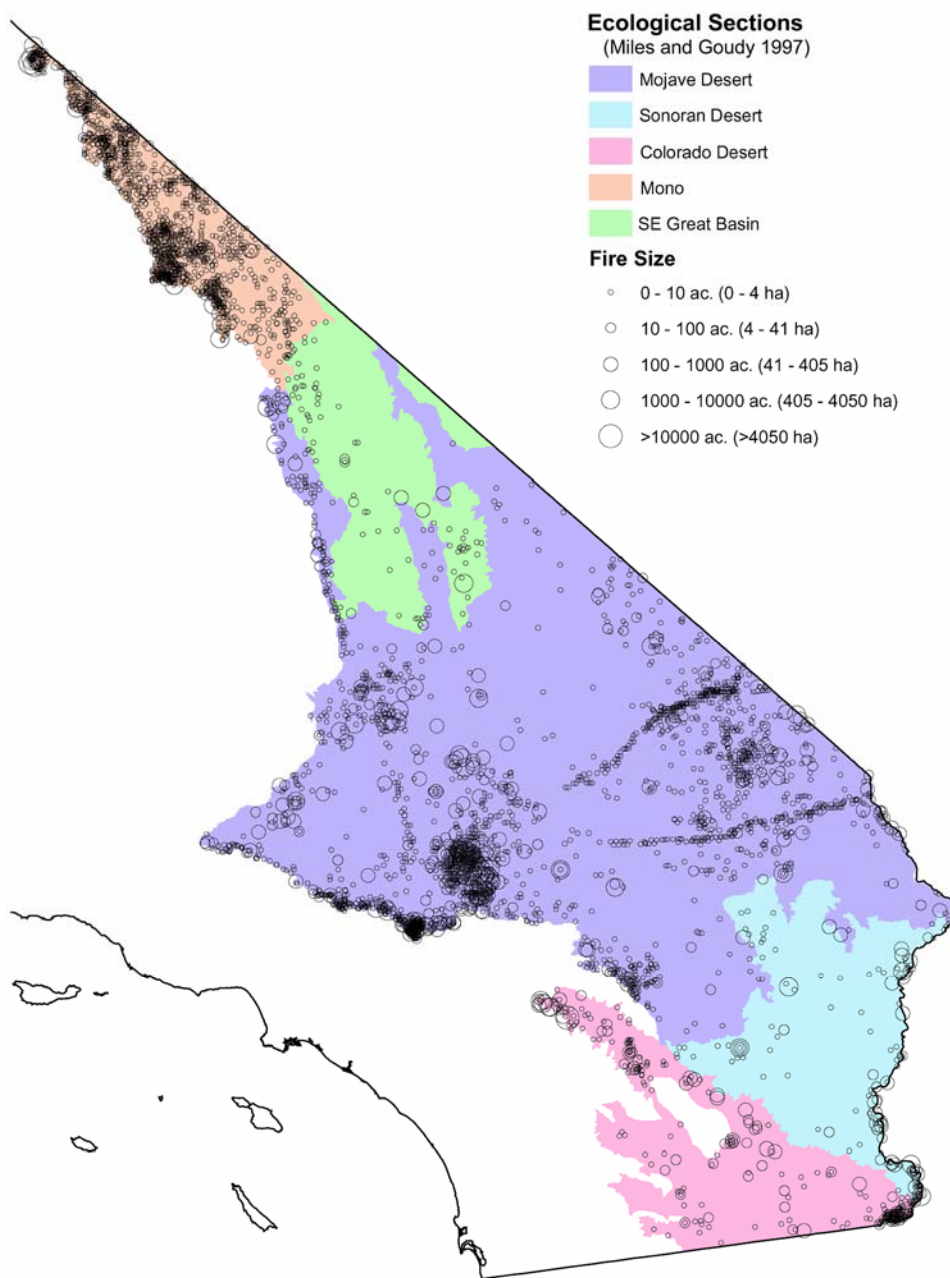 Ecological Sections
(Miles and Goudy 1997)
Mojave Desert
Sonoran Desert
Colorado Desert
Mono
SE Great Basin
Fire Size
0 - 10 ac. (0 - 4 ha)
10 - 100 ac. (4 - 41 ha)
100 - 1000 ac. (41 - 405 ha)
1000 - 10000 ac. (405 - 4050 ha)
>10000 ac. (>4050 ha)